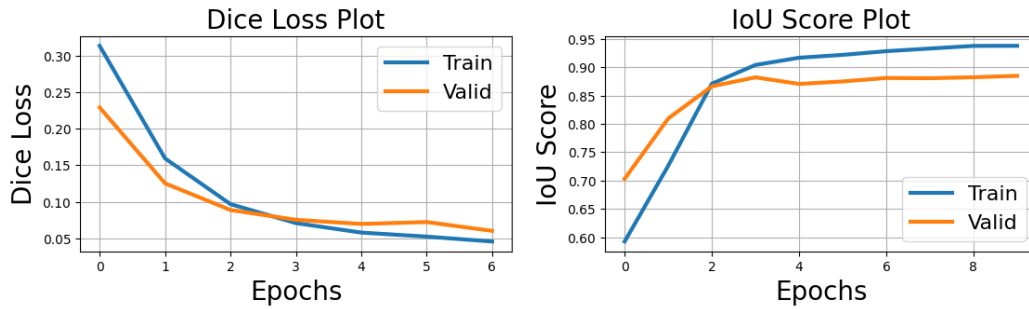 Dice Loss Plot
0.30
0.25
0.20
0.15
0.10
0.05
Dice Loss
Train
Valid
0 1 2 3 4 5 6
Epochs
IoU Score Plot
0.95
0.90
0.85
0.80
0.75
0.70
0.65
0.60
IoU Score
Train
Valid
0 2 4 6 8
Epochs